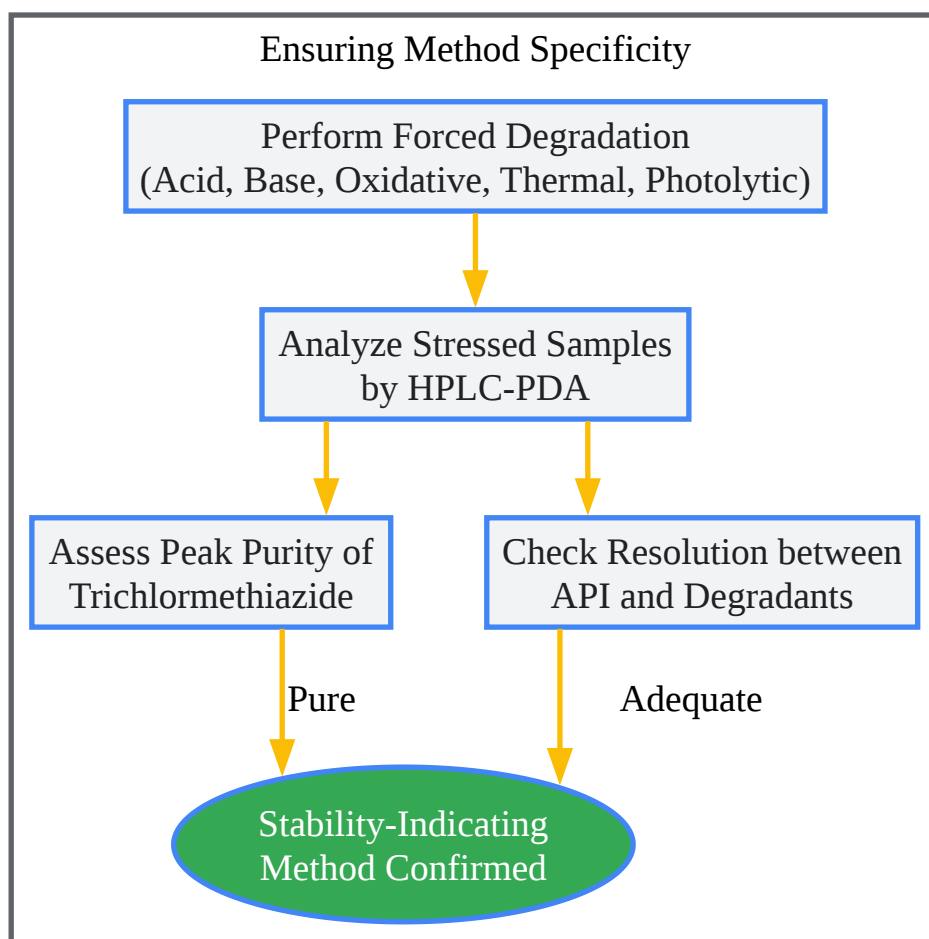 Ensuring Method Specificity
Perform Forced Degradation
(Acid, Base, Oxidative, Thermal, Photolytic)
Analyze Stressed Samples
by HPLC-PDA
Assess Peak Purity of
Trichlormethiazide
Check Resolution between
API and Degradants
Pure
Adequate
Stability-Indicating
Method Confirmed